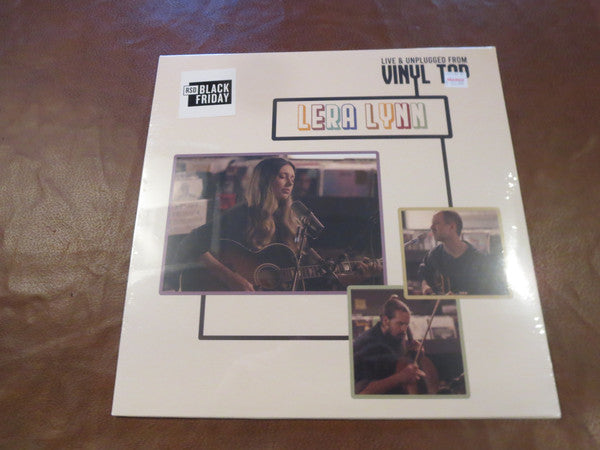 LIVE & UNPLUGGED FROM
VINYL TAP
RSD BLACK
FRIDAY
LERA LYNN